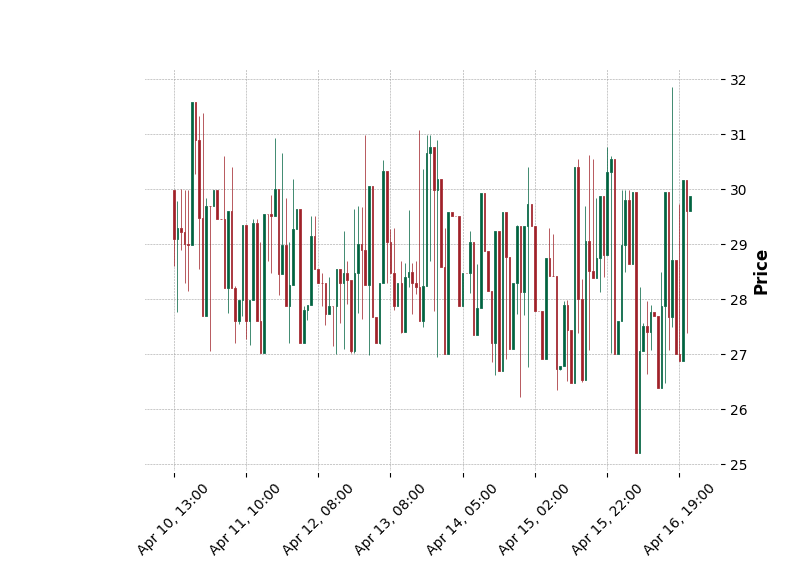 32
31
30
29
28
27
26
25
Price
Apr 10, 13:00
Apr 11, 10:00
Apr 12, 08:00
Apr 13, 08:00
Apr 14, 05:00
Apr 15, 02:00
Apr 15, 22:00
Apr 16, 19:00